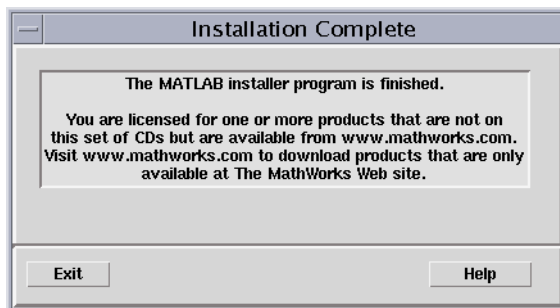 Installation Complete
The MATLAB installer program is finished.
You are licensed for one or more products that are not on
this set of CDs but are available from www.mathworks.com.
Visit www.mathworks.com to download products that are only
available at The MathWorks Web site.
Exit
Help